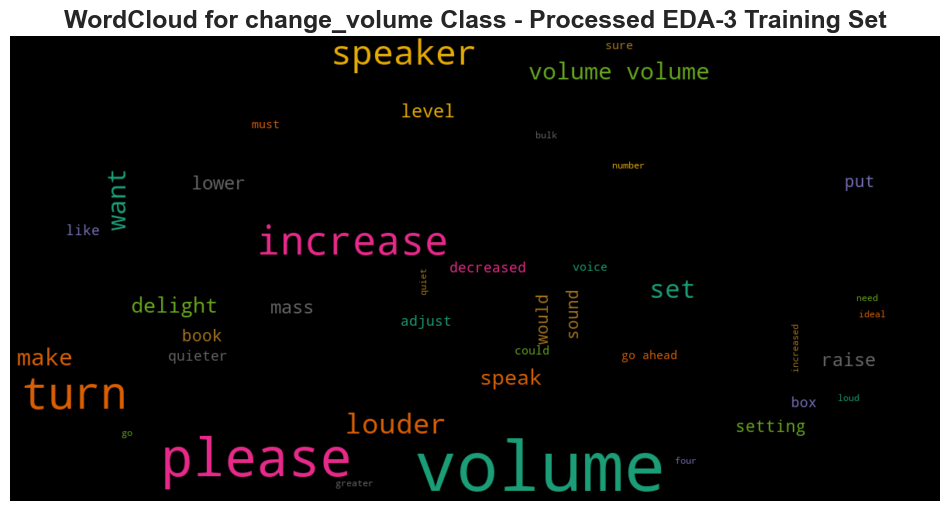 WordCloud for change_volume Class - Processed EDA-3 Training Set
speaker
sure
volume volume
level
must
bulk
number
want
lower
put
like
increase
decreased
voice
quiet
set
delight
mass
would
sound
need
ideal
adjust
book
increased
make
quieter
could
go ahead
raise
turn
speak
box
loud
louder
setting
go
please
volume
four
greater